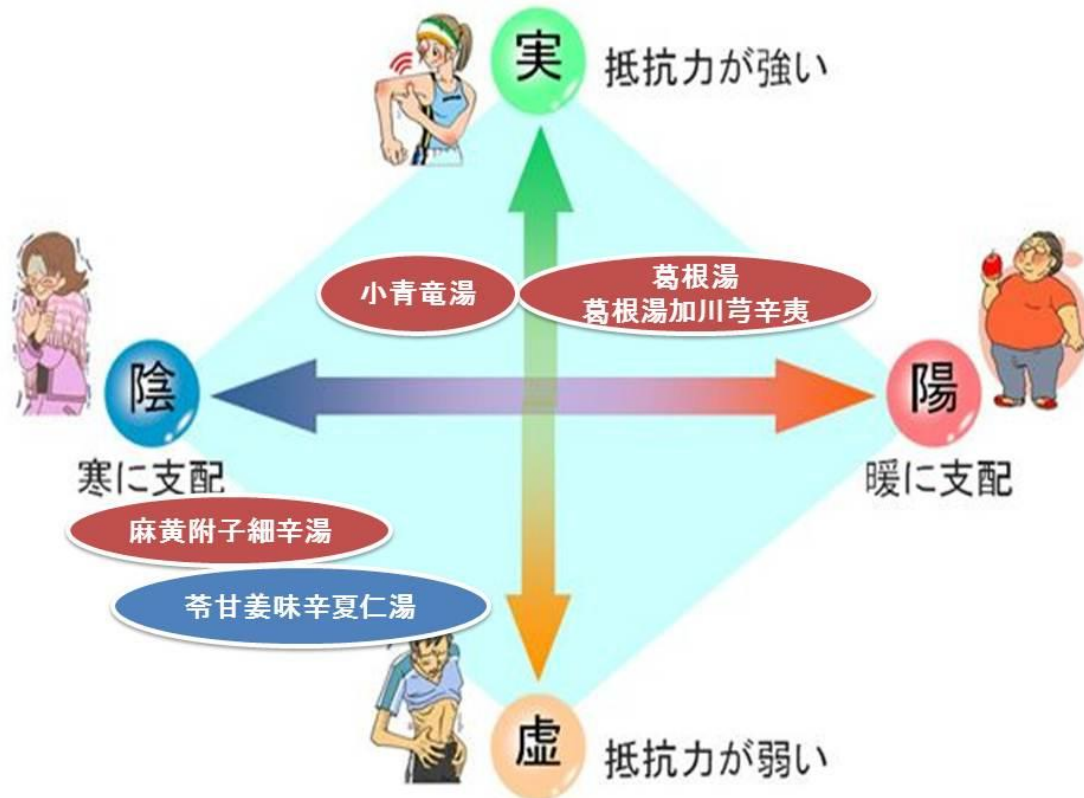 実
抵抗力が強い
小青竜湯
葛根湯
葛根湯加川芎辛夷
陰
陽
寒に支配
暖に支配
麻黄附子細辛湯
苓甘姜味辛夏仁湯
虚
抵抗力が弱い